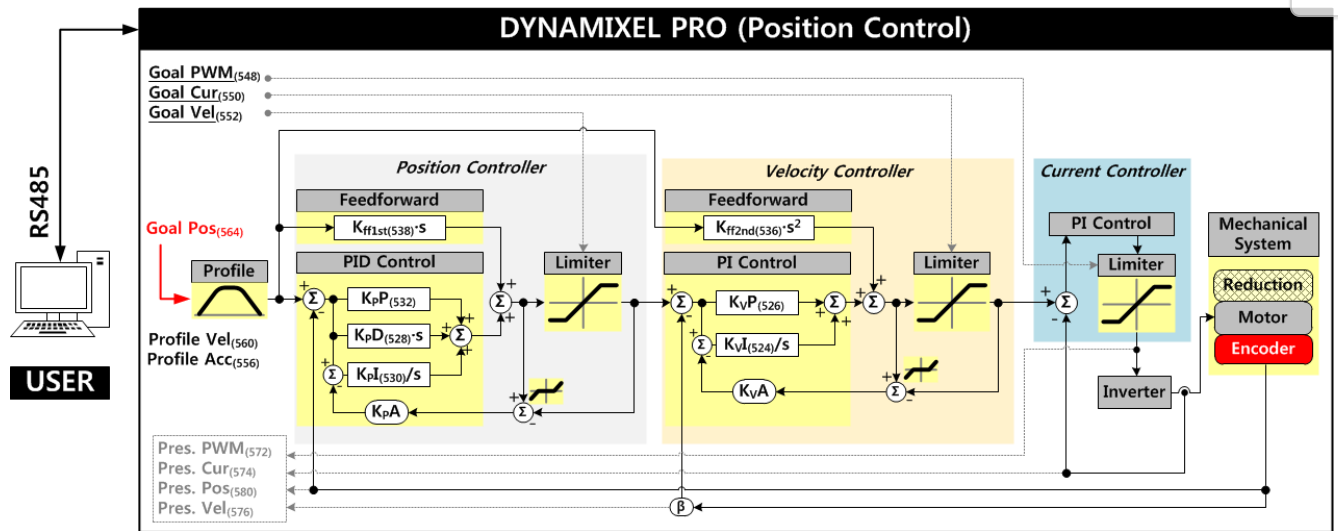 DYNAMIXEL PRO (Position Control)
RS485
USER
Goal PWM(548)
Goal Cur(550)
Goal Vel(552)
Goal Pos(564)
Profile
Profile Vel(560)
Profile Acc(556)
Position Controller
Feedforward
Kff1st(538)·s
PID Control
KPP(532)
KPD(528)·s
KPI(530)/s
KPA
Limiter
Σ
Σ
Σ
Σ
Σ
Velocity Controller
Feedforward
Kff2nd(536)·s²
PI Control
KVP(526)
KVI(524)/s
KVA
Limiter
Σ
Σ
Σ
Σ
Σ
Current Controller
PI Control
Limiter
Σ
Inverter
Mechanical
System
Reduction
Motor
Encoder
Pres. PWM(572)
Pres. Cur(574)
Pres. Pos(580)
Pres. Vel(576)
β